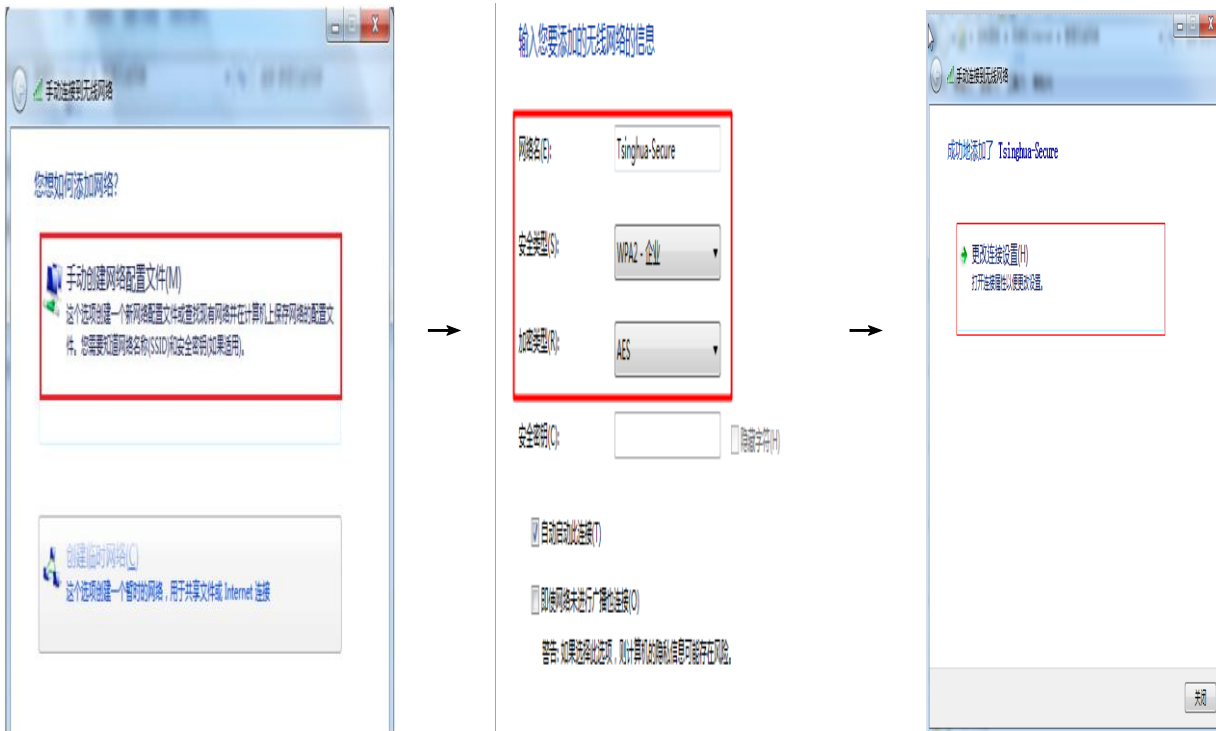 手动连接到无线网络
您想如何添加网络?
手动创建网络配置文件(M)
这个选项创建一个新网络配置文件或查找现有网络并在计算机上保存网络的配置文
件。您需要知道网络名称(SSID)和安全密钥(如果适用)。
创建临时网络(C)
这个选项创建一个暂时的网络，用于共享文件或 Internet 连接
输入您要添加的无线网络的信息
网络名(E):
Tsinghua-Secure
安全类型(S):
WPA2 - 企业
加密类型(R):
AES
安全密钥(C):
隐藏字符(H)
自动启动此连接(T)
即使网络未进行广播也连接(O)
警告: 如果选择此选项，则计算机的隐私信息可能存在风险。
手动连接到无线网络
成功地添加了 Tsinghua-Secure
更改连接设置(H)
打开连接属性以便更改设置。
关闭